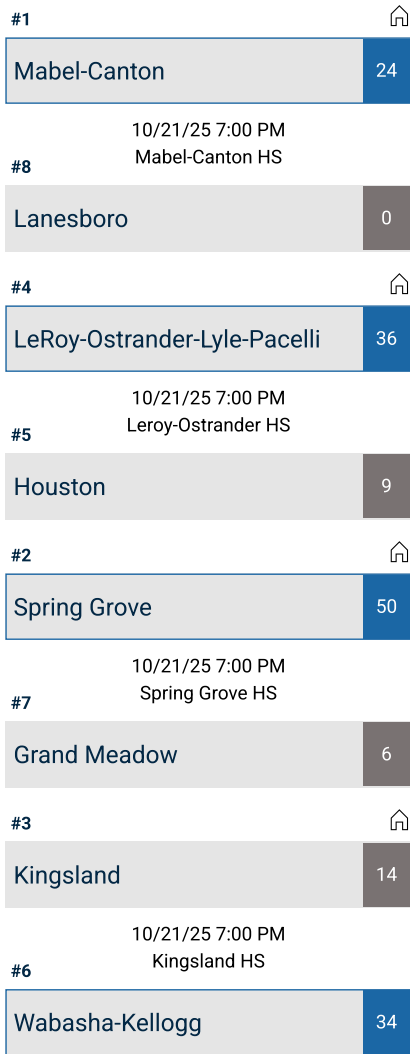 #1
Mabel-Canton 24
10/21/25 7:00 PM
Mabel-Canton HS
#8
Lanesboro 0
#4
LeRoy-Ostrander-Lyle-Pacelli 36
10/21/25 7:00 PM
Leroy-Ostrander HS
#5
Houston 9
#2
Spring Grove 50
10/21/25 7:00 PM
Spring Grove HS
#7
Grand Meadow 6
#3
Kingsland 14
10/21/25 7:00 PM
Kingsland HS
#6
Wabasha-Kellogg 34